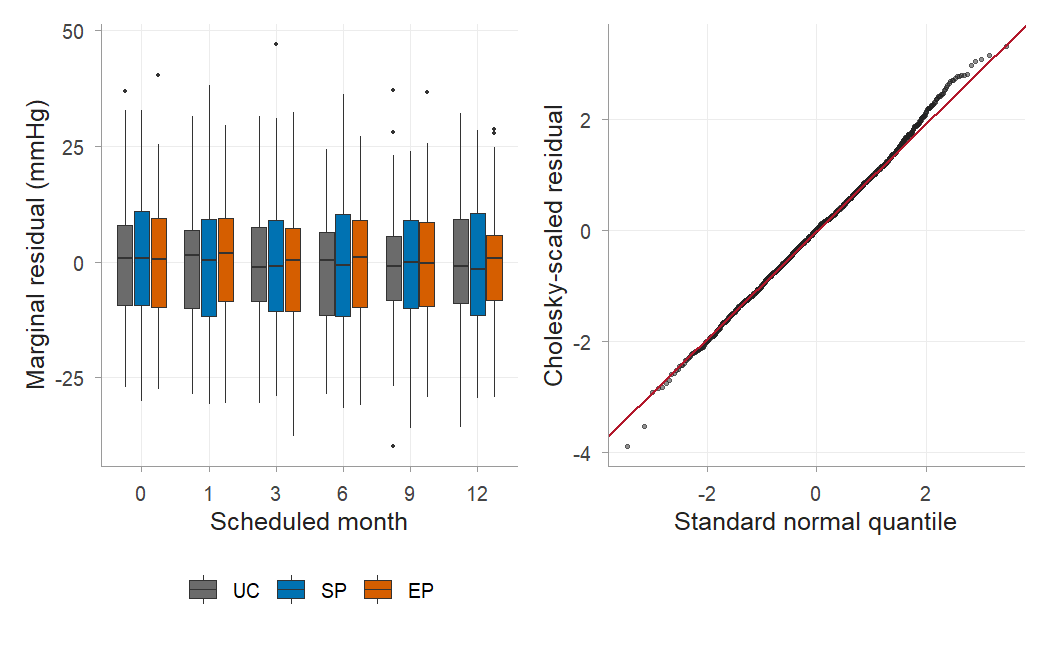 Marginal residual (mmHg)
50
25
0
-25
0 1 3 6 9 12
Scheduled month
UC SP EP
Cholesky-scaled residual
2
0
-2
-4
-2 0 2
Standard normal quantile